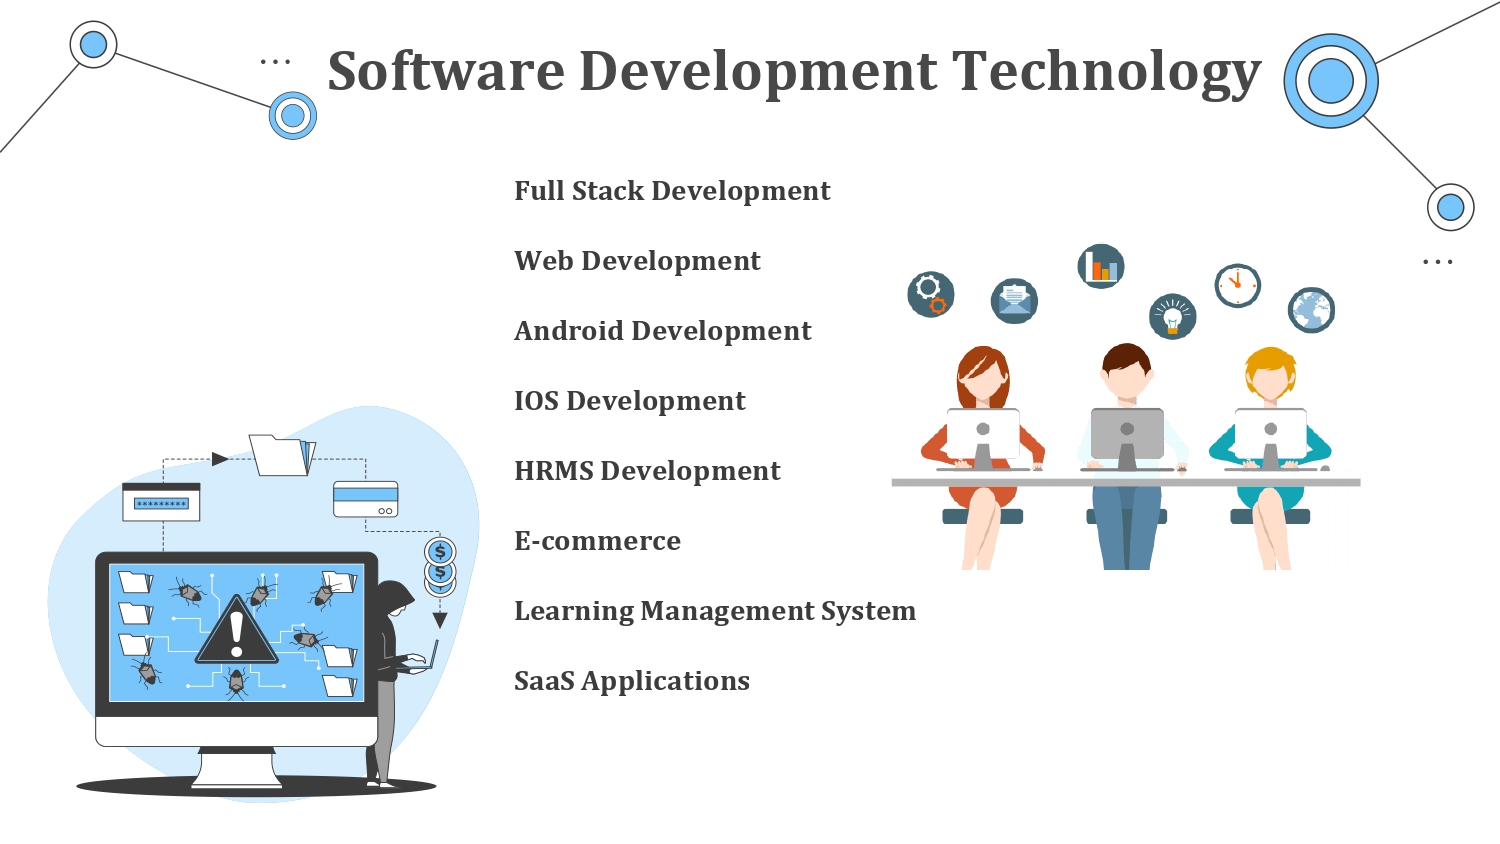 ... Software Development Technology
Full Stack Development
Web Development
...
Android Development
IOS Development
HRMS Development
*********
E-commerce
$
$
Learning Management System
!
SaaS Applications